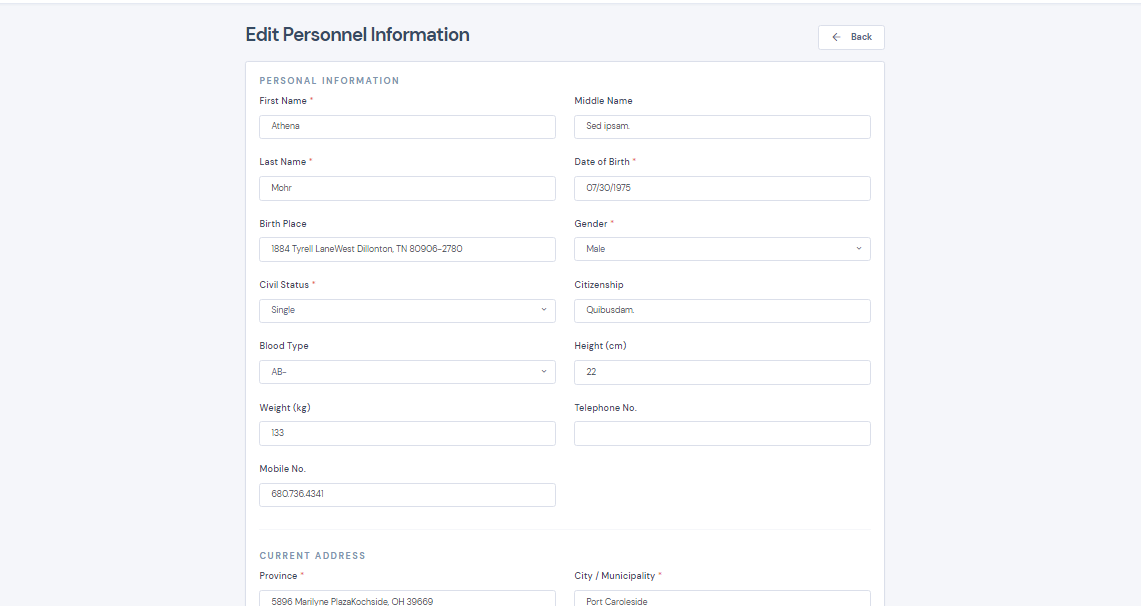 Edit Personnel Information
Back
PERSONAL INFORMATION
First Name *
Middle Name
Athena
Sed ipsam.
Last Name *
Date of Birth *
Mohr
07/30/1975
Birth Place
Gender *
1884 Tyrell LaneWest Dillonton, TN 80906-2780
Male
Civil Status *
Citizenship
Single
Quibusdam.
Blood Type
Height (cm)
AB-
22
Weight (kg)
Telephone No.
133
Mobile No.
680.736.4341
CURRENT ADDRESS
Province *
City / Municipality *
5896 Marilyne PlazaKochside, OH 39669
Port Caroleside